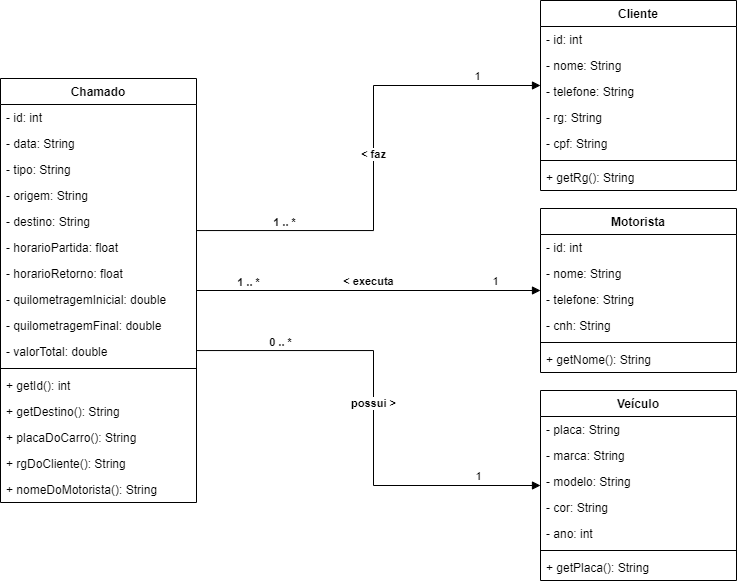 Chamado
- id: int
- data: String
- tipo: String
- origem: String
- destino: String
- horarioPartida: float
- horarioRetorno: float
- quilometragemInicial: double
- quilometragemFinal: double
- valorTotal: double
+ getId(): int
+ getDestino(): String
+ placaDoCarro(): String
+ rgDoCliente(): String
+ nomeDoMotorista(): String
1 .. *
< faz
1
1 .. *
< executa
1
0 .. *
possui >
1
Cliente
- id: int
- nome: String
- telefone: String
- rg: String
- cpf: String
+ getRg(): String
Motorista
- id: int
- nome: String
- telefone: String
- cnh: String
+ getNome(): String
Veículo
- placa: String
- marca: String
- modelo: String
- cor: String
- ano: int
+ getPlaca(): String